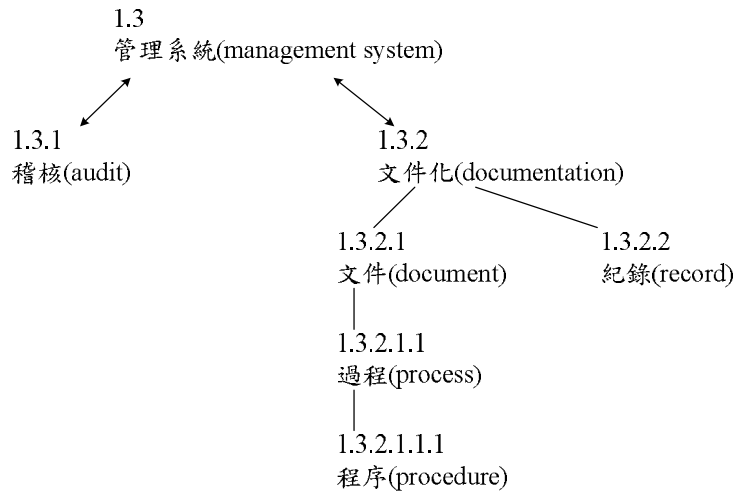 1.3
管理系統(management system)
1.3.1
稽核(audit)
1.3.2
文件化(documentation)
1.3.2.1
文件(document)
1.3.2.2
紀錄(record)
1.3.2.1.1
過程(process)
1.3.2.1.1.1
程序(procedure)